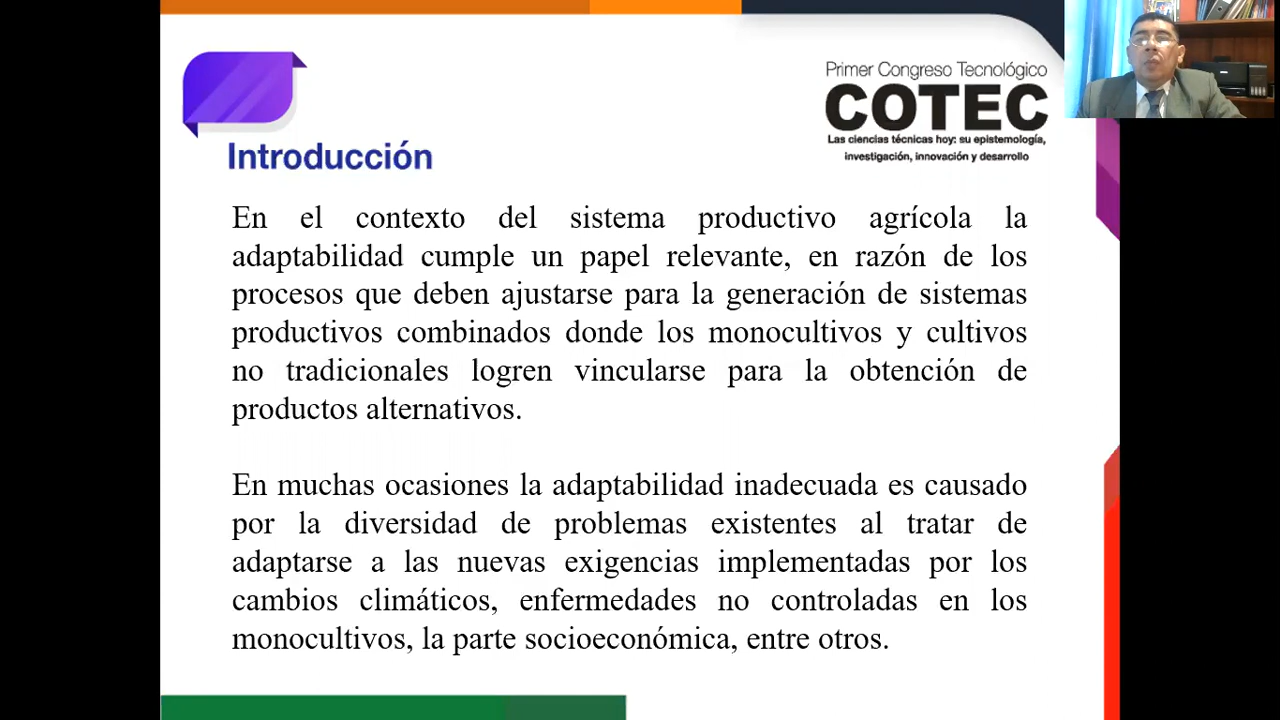 Primer Congreso Tecnológico
COTEC
Las ciencias técnicas hoy: su epistemología,
investigación, innovación y desarrollo
Introducción
En el contexto del sistema productivo agrícola la
adaptabilidad cumple un papel relevante, en razón de los
procesos que deben ajustarse para la generación de sistemas
productivos combinados donde los monocultivos y cultivos
no tradicionales logren vincularse para la obtención de
productos alternativos.
En muchas ocasiones la adaptabilidad inadecuada es causado
por la diversidad de problemas existentes al tratar de
adaptarse a las nuevas exigencias implementadas por los
cambios climáticos, enfermedades no controladas en los
monocultivos, la parte socioeconómica, entre otros.